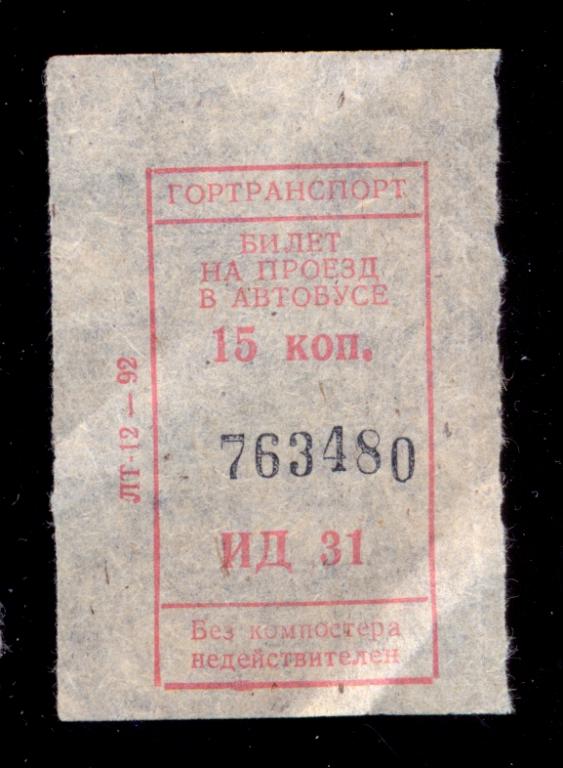 ГОРТРАНСПОРТ
БИЛЕТ
НА ПРОЕЗД
В АВТОБУСЕ
15 коп.
763480
ИД 31
Без компостера
недействителен
ЛТ-12 — 92